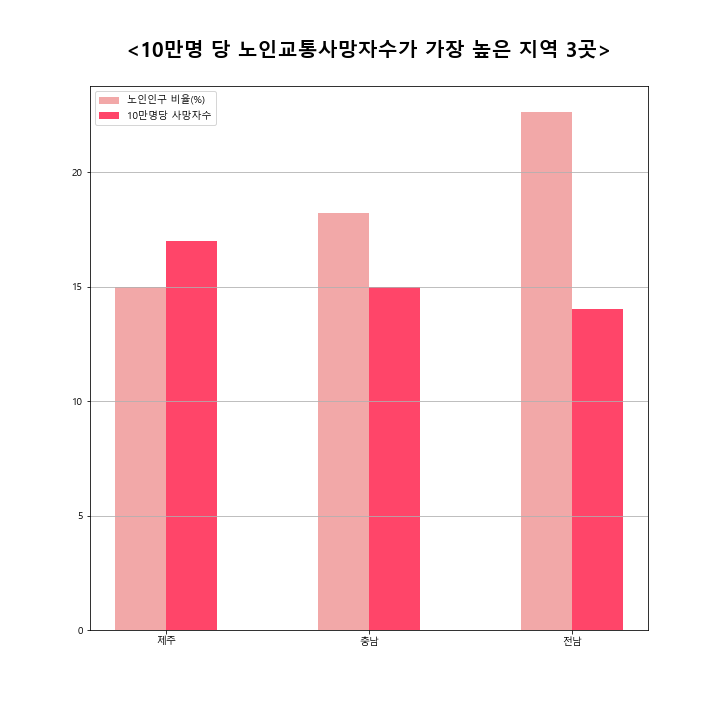 <10만명 당 노인교통사망자수가 가장 높은 지역 3곳>
노인인구 비율(%)
10만명당 사망자수
20
15
10
5
0
제주
충남
전남